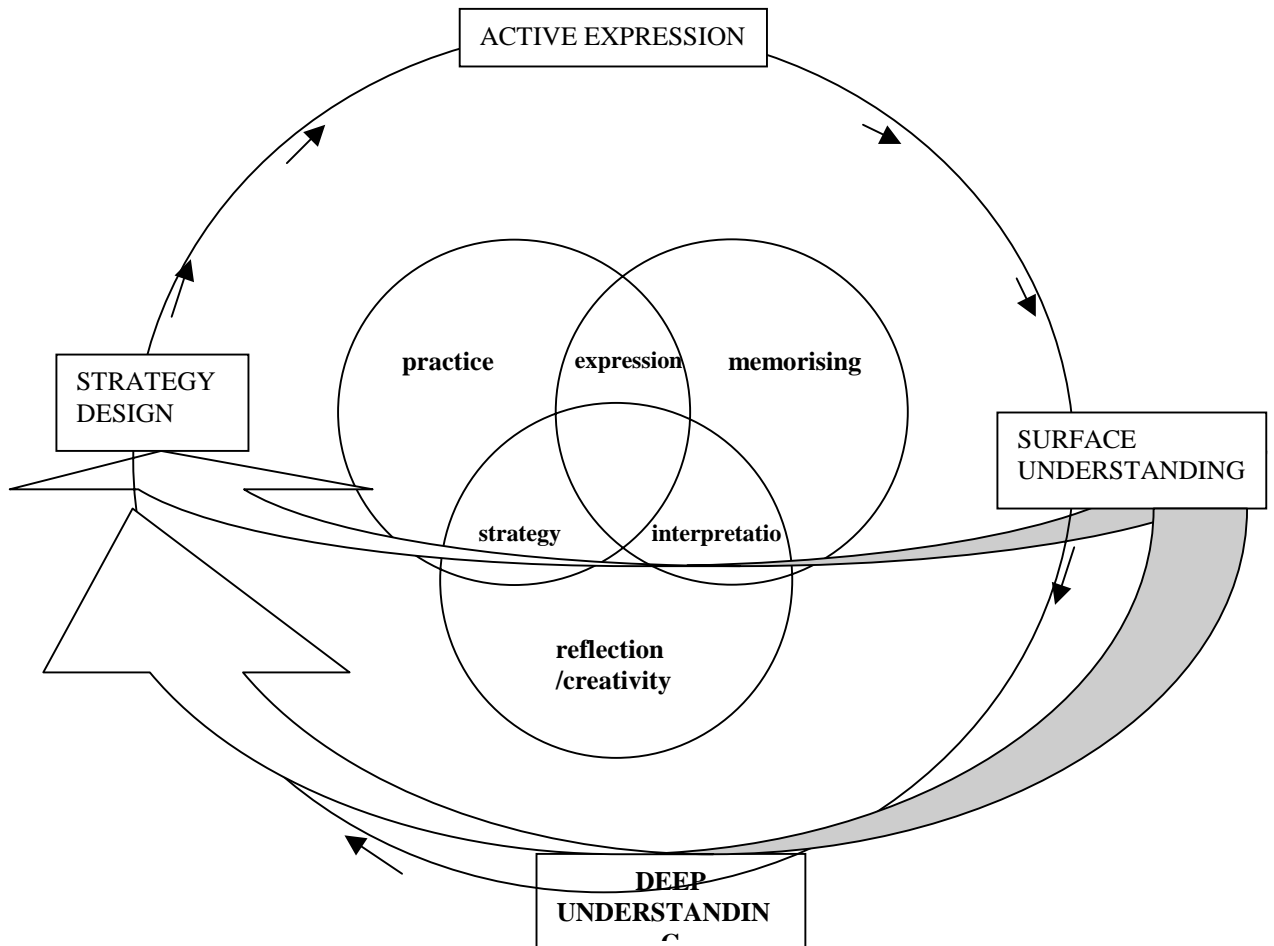 ACTIVE EXPRESSION
practice
expression
memorising
STRATEGY
DESIGN
SURFACE
UNDERSTANDING
strategy
interpretatio
reflection
/creativity
DEEP
UNDERSTANDIN